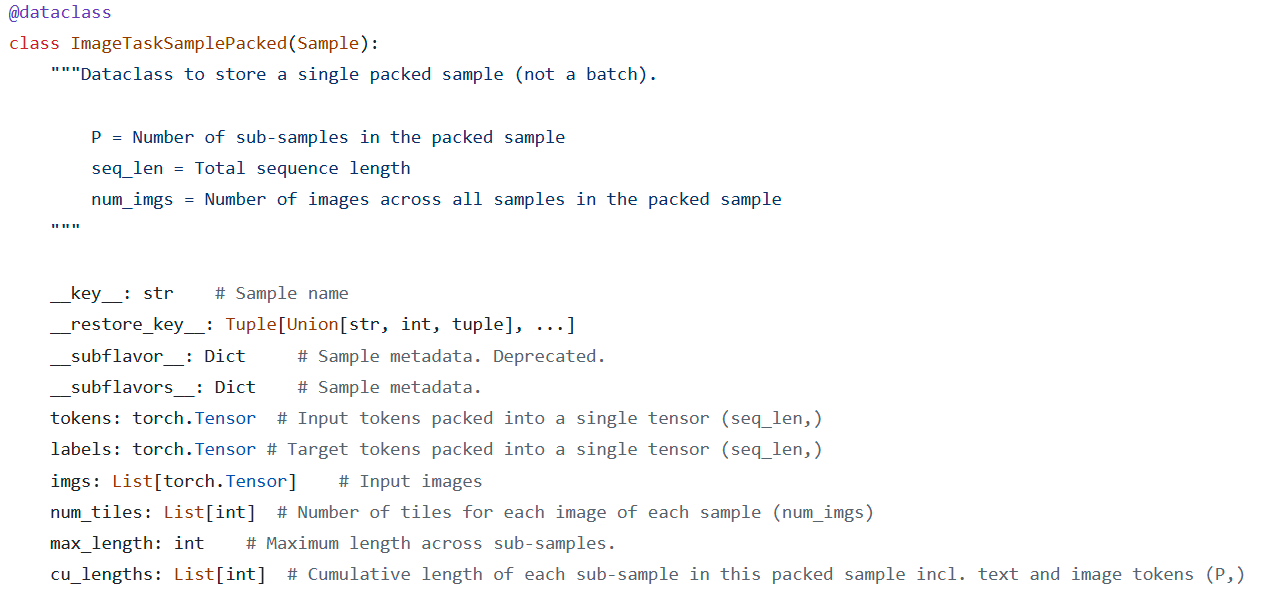 @dataclass
class ImageTaskSamplePacked(Sample):
    """Dataclass to store a single packed sample (not a batch).

        P = Number of sub-samples in the packed sample
        seq_len = Total sequence length
        num_imgs = Number of images across all samples in the packed sample
    """

    __key__: str    # Sample name
    __restore_key__: Tuple[Union[str, int, tuple], ...]
    __subflavor__: Dict     # Sample metadata. Deprecated.
    __subflavors__: Dict    # Sample metadata.
    tokens: torch.Tensor  # Input tokens packed into a single tensor (seq_len,)
    labels: torch.Tensor # Target tokens packed into a single tensor (seq_len,)
    imgs: List[torch.Tensor]    # Input images
    num_tiles: List[int]  # Number of tiles for each image of each sample (num_imgs)
    max_length: int    # Maximum length across sub-samples.
    cu_lengths: List[int]  # Cumulative length of each sub-sample in this packed sample incl. text and image tokens (P,)